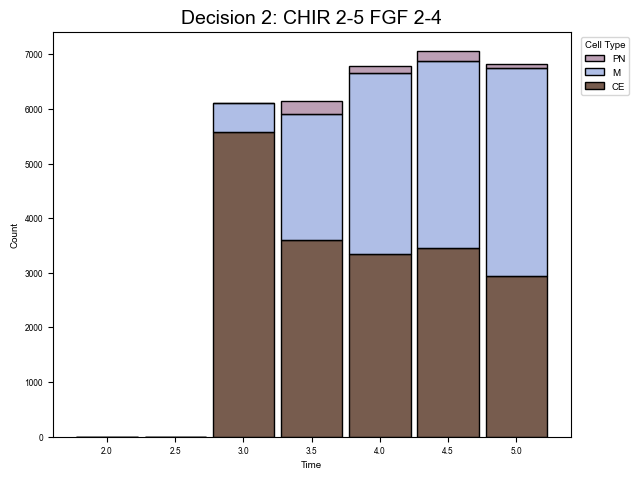 Decision 2: CHIR 2-5 FGF 2-4
Cell Type
PN
M
CE
Count
7000
6000
5000
4000
3000
2000
1000
0
2.0 2.5 3.0 3.5 4.0 4.5 5.0
Time